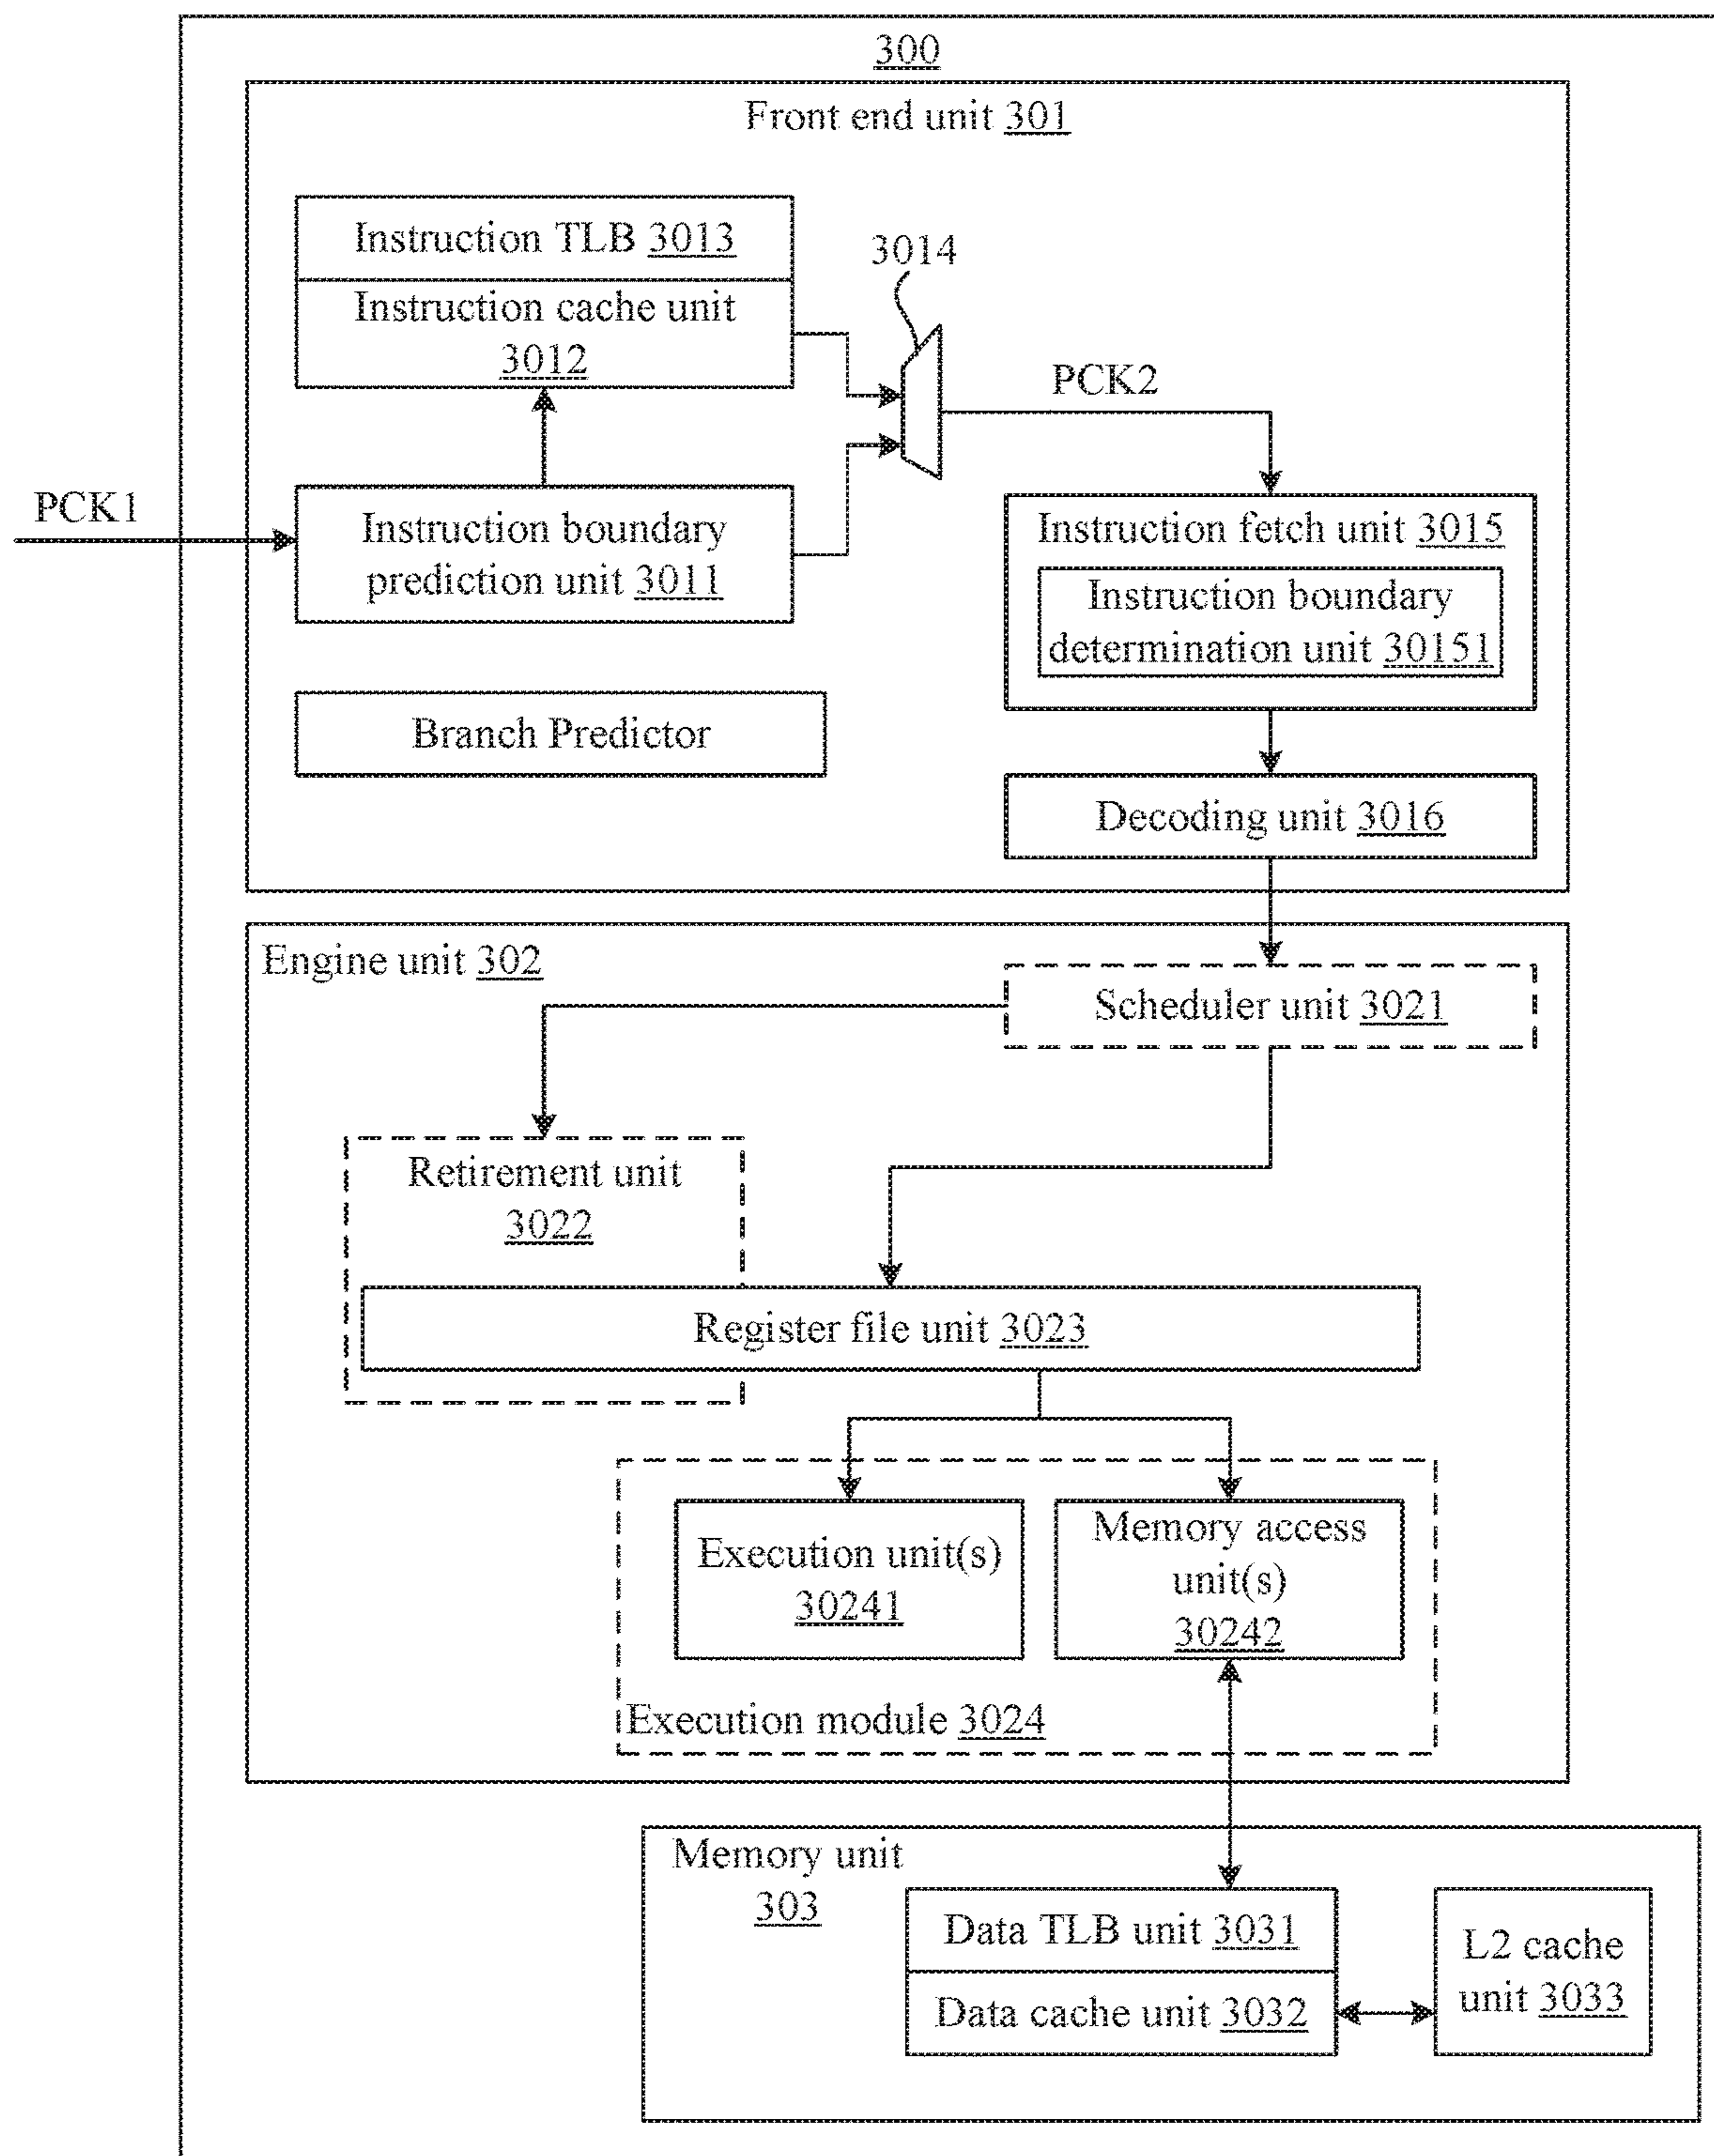 300
Front end unit 301
Instruction TLB 3013
3014
Instruction cache unit
3012
PCK2
PCK1
Instruction boundary
prediction unit 3011
Instruction fetch unit 3015
Instruction boundary
determination unit 30151
Branch Predictor
Decoding unit 3016
Engine unit 302
Scheduler unit 3021
Retirement unit
3022
Register file unit 3023
Execution unit(s)
30241
Memory access
unit(s)
30242
Execution module 3024
Memory unit
303
Data TLB unit 3031
Data cache unit 3032
L2 cache
unit 3033